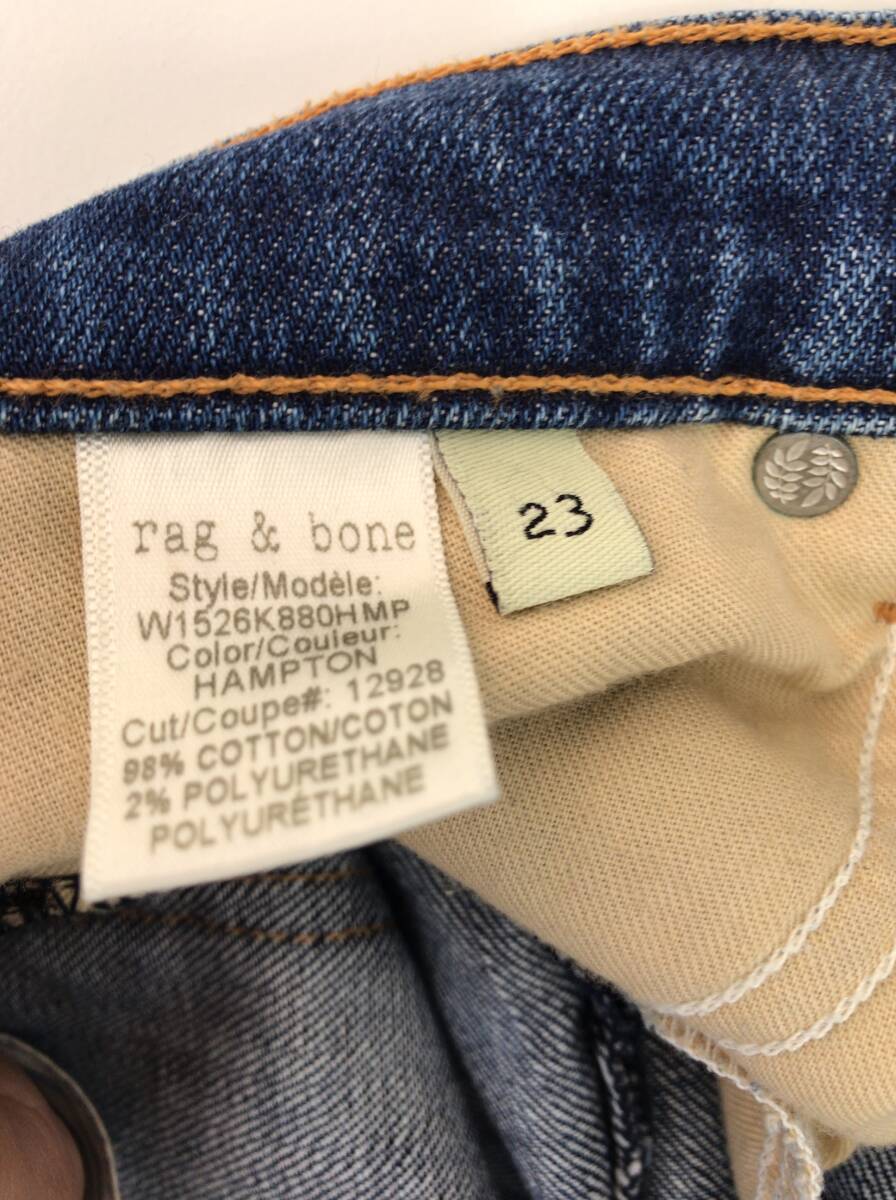 rag & bone
Style/Modèle:
W1526K880HMP
Color/Couleur:
HAMPTON
Cut/Coupe#: 12928
98% COTTON/COTON
2% POLYURETHANE
POLYURÉTHANE
23